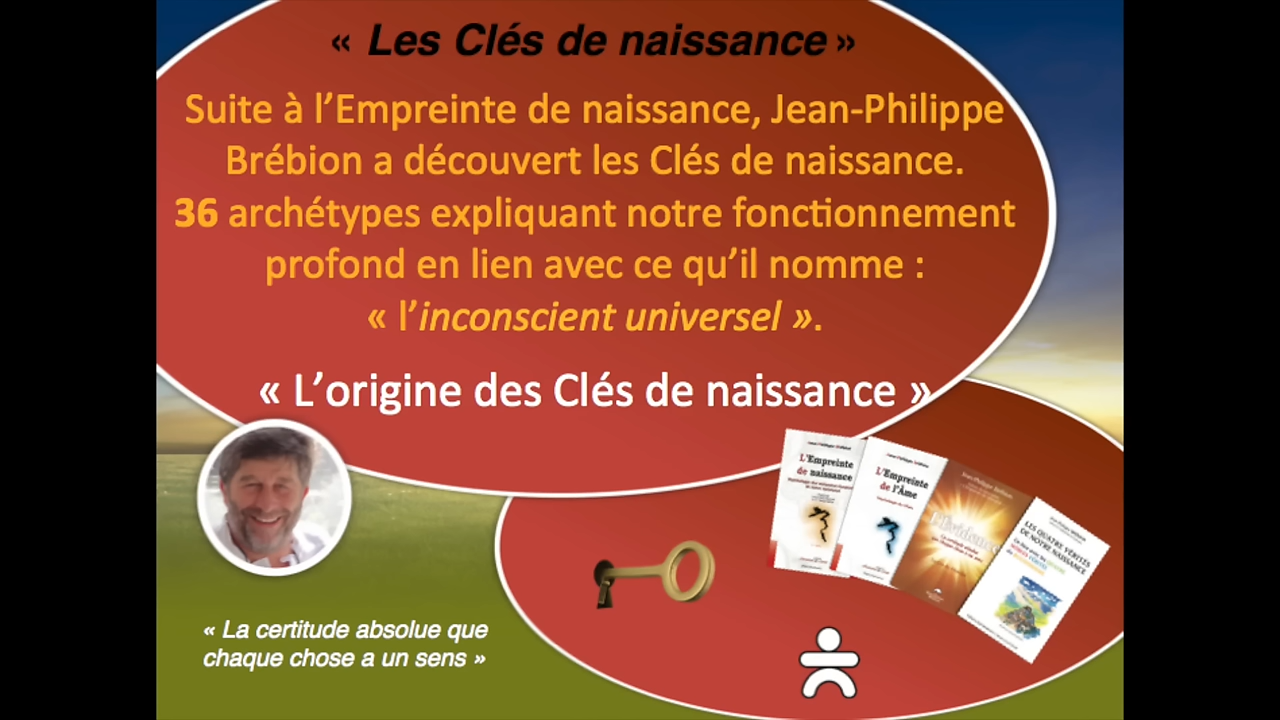 « Les Clés de naissance »
Suite à l’Empreinte de naissance, Jean-Philippe
Brébion a découvert les Clés de naissance.
36 archétypes expliquant notre fonctionnement
profond en lien avec ce qu’il nomme :
« l’inconscient universel ».
« L’origine des Clés de naissance »
L'Empreinte
de naissance
L'Empreinte
de l'Âme
L'Évidence
LES QUATRE VÉRITÉS
DE NOTRE NAISSANCE
« La certitude absolue que
chaque chose a un sens »